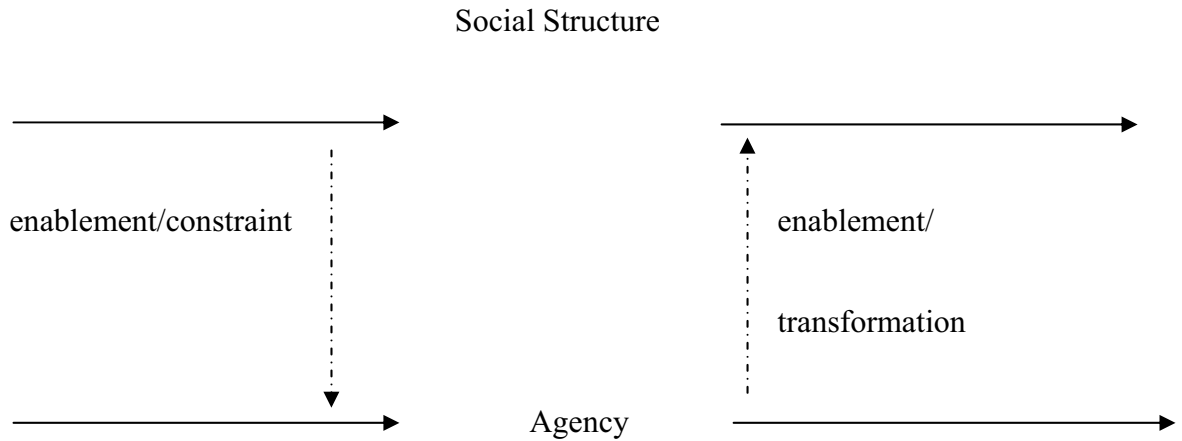 Social Structure
enablement/constraint
enablement/
transformation
Agency